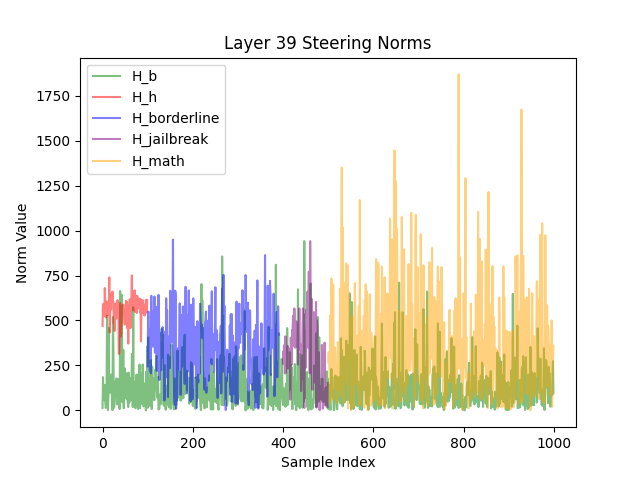 Layer 39 Steering Norms
H_b
H_h
H_borderline
H_jailbreak
H_math
Norm Value
1750
1500
1250
1000
750
500
250
0
0 200 400 600 800 1000
Sample Index